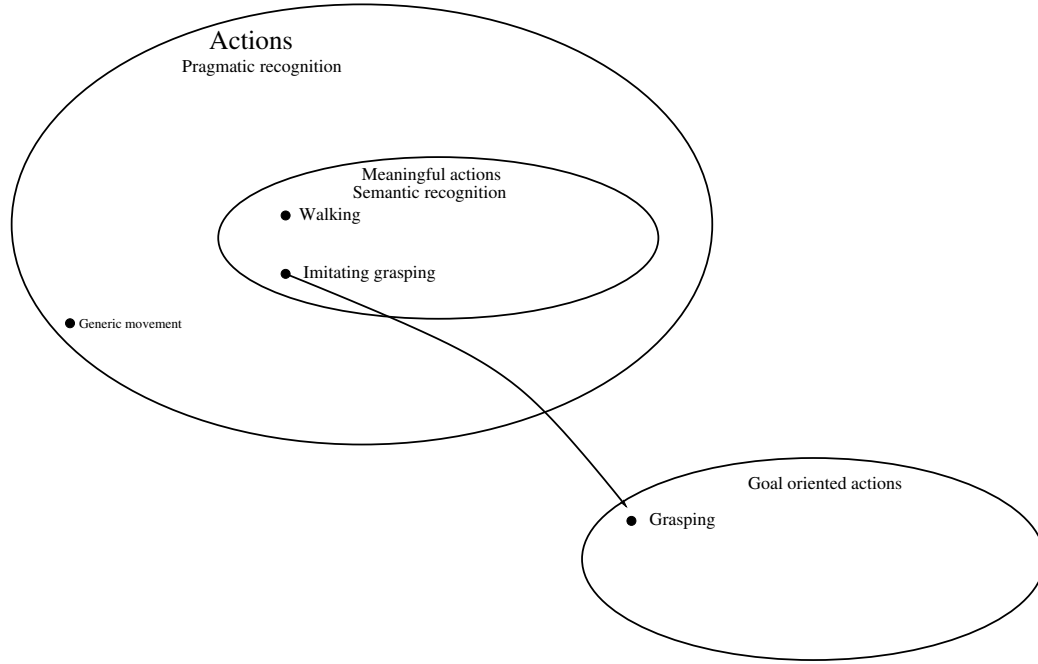 Actions
Pragmatic recognition
Meaningful actions
Semantic recognition
Walking
Imitating grasping
Generic movement
Goal oriented actions
Grasping